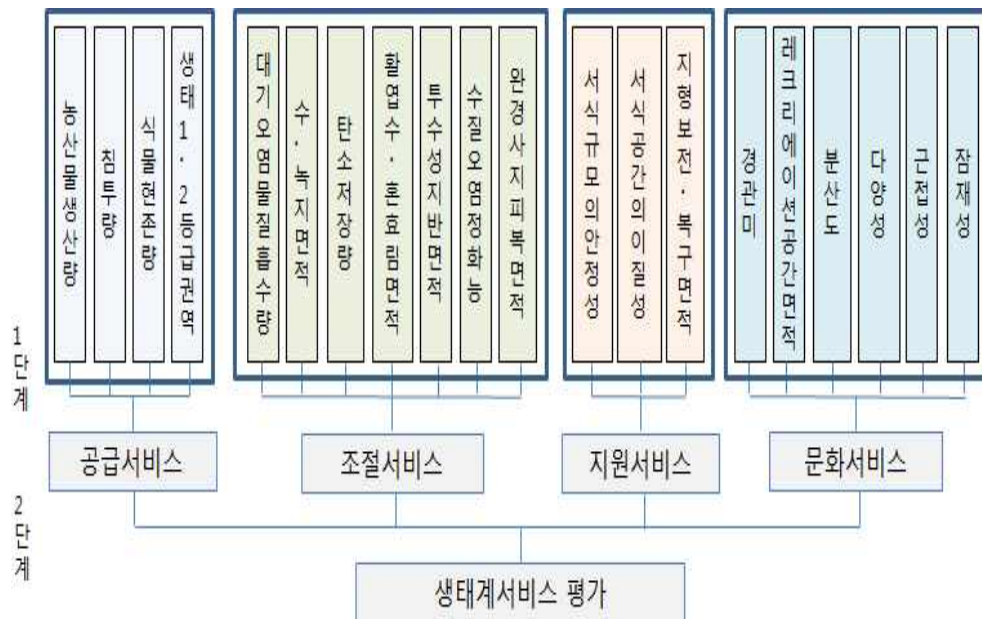 농산물생산량
침투량
식물현존량
생태1·2등급권역
대기오염물질흡수량
수·녹지면적
탄소저장량
활엽수·혼효림면적
투수성지반면적
수질오염정화능
완경사지피복면적
서식규모의안정성
서식공간의이질성
지형보전·복구면적
경관미
레크리에이션공간면적
분산도
다양성
근접성
잠재성
1단계
공급서비스
조절서비스
지원서비스
문화서비스
2단계
생태계서비스 평가